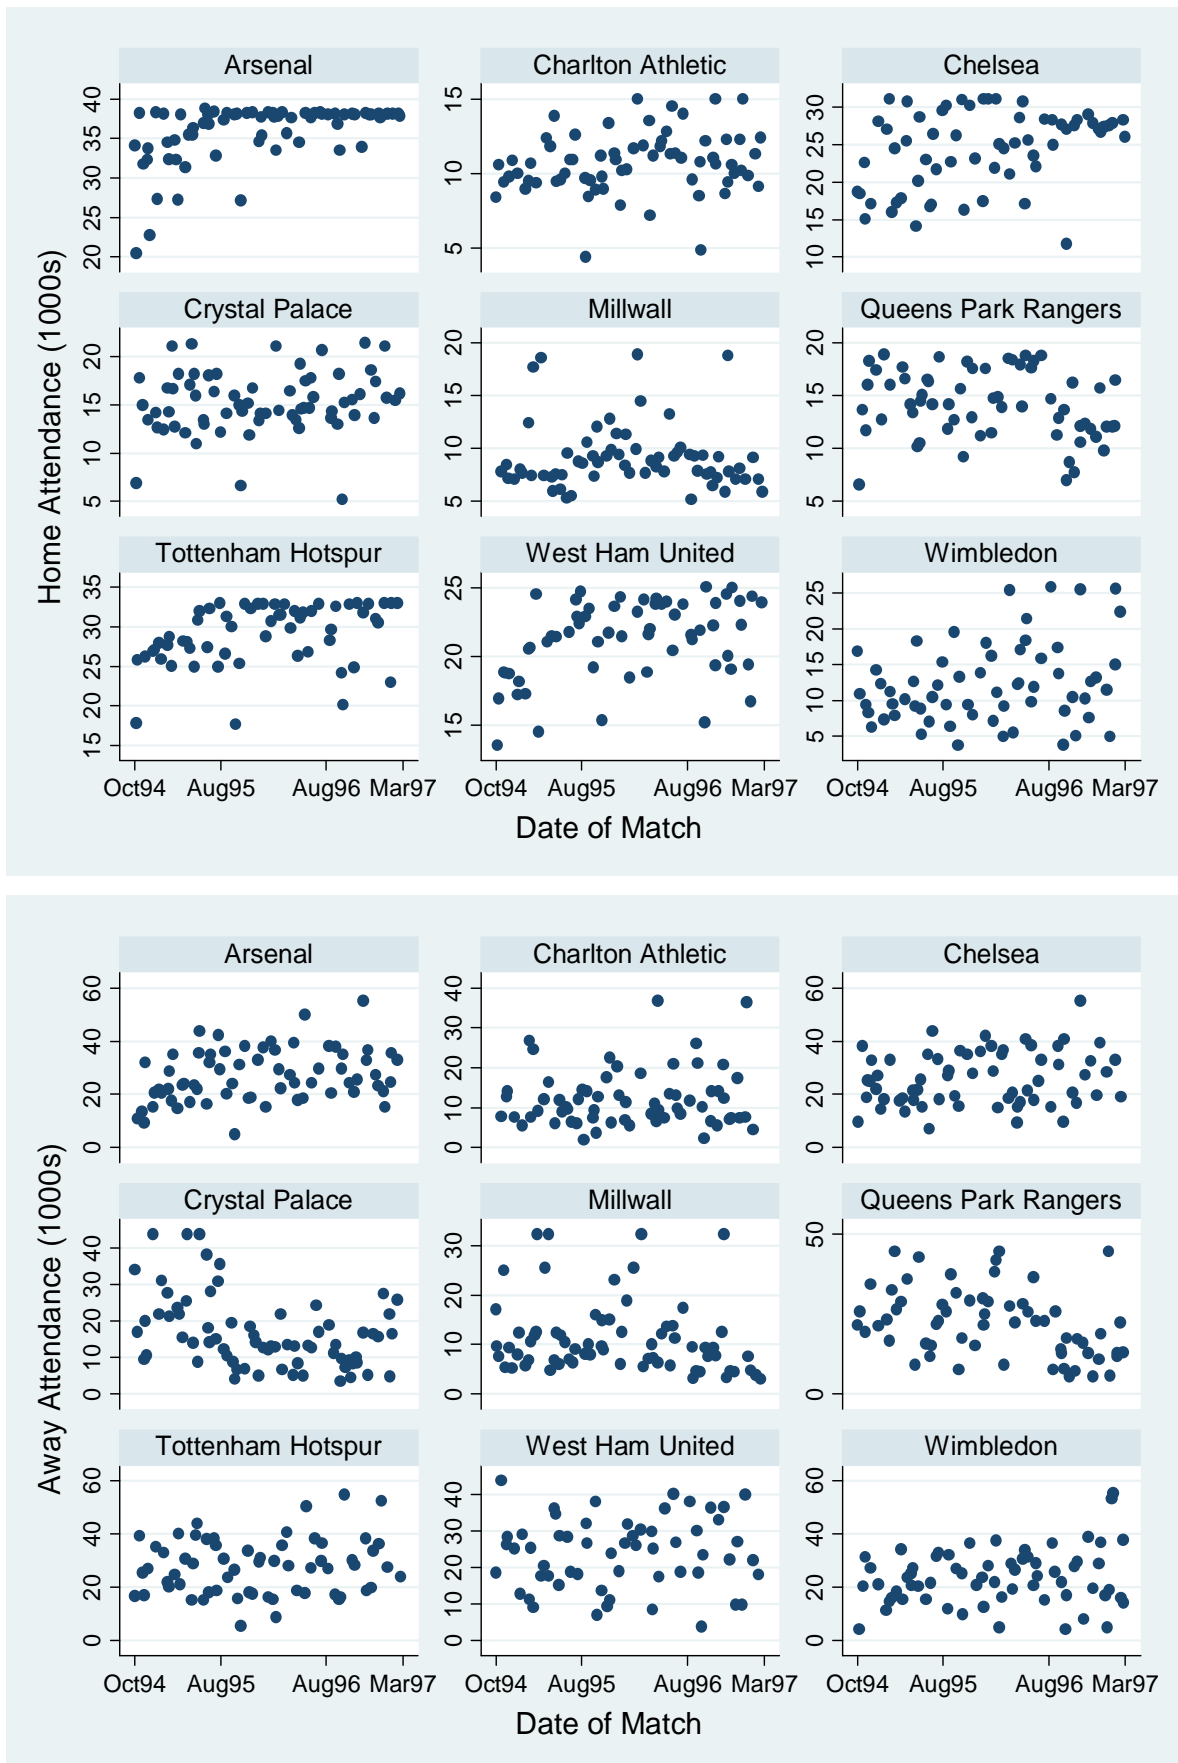 Arsenal Charlton Athletic Chelsea
40 35 30 25 20
15 10 5
30 25 20 15 10
Crystal Palace Millwall Queens Park Rangers
20 15 10 5
20 15 10 5
20 15 10 5
Home Attendance (1000s)
Tottenham Hotspur West Ham United Wimbledon
35 30 25 20 15
25 20 15
25 20 15 10 5
Oct94 Aug95 Aug96 Mar97 Oct94 Aug95 Aug96 Mar97 Oct94 Aug95 Aug96 Mar97
Date of Match
Arsenal Charlton Athletic Chelsea
60 40 20 0
40 30 20 10 0
60 40 20 0
Crystal Palace Millwall Queens Park Rangers
40 30 20 10 0
30 20 10 0
50 0
Away Attendance (1000s)
Tottenham Hotspur West Ham United Wimbledon
60 40 20 0
40 30 20 10 0
60 40 20 0
Oct94 Aug95 Aug96 Mar97 Oct94 Aug95 Aug96 Mar97 Oct94 Aug95 Aug96 Mar97
Date of Match